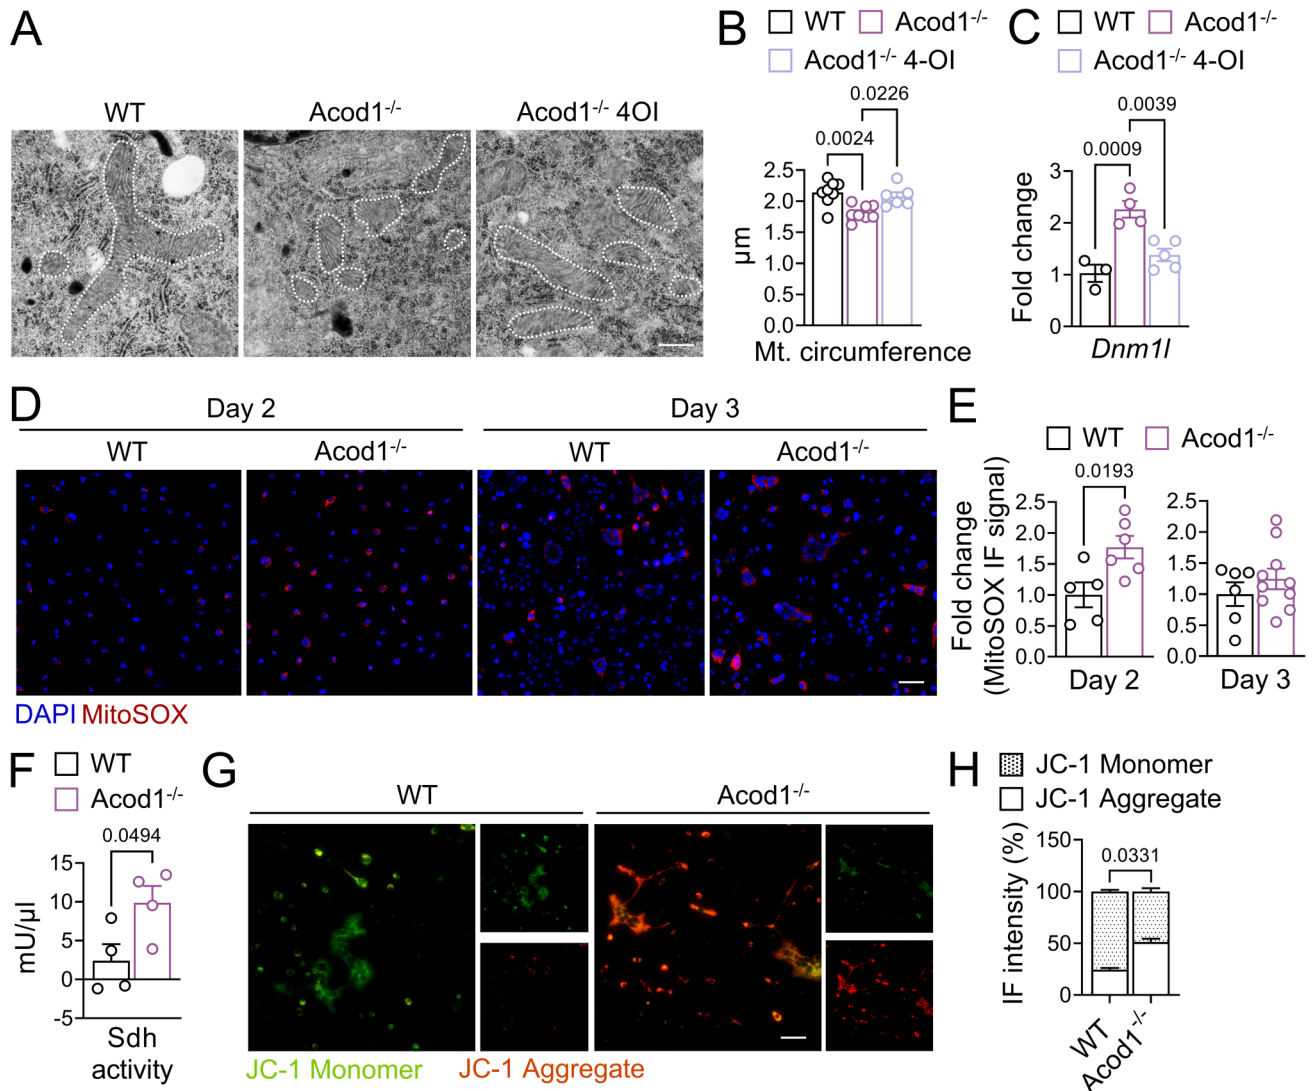 A
WT
Acod1-/-
Acod1-/- 4OI
B
WT
Acod1-/-
Acod1-/- 4-OI
0.0226
0.0024
2.5
2.0
1.5
1.0
0.5
0.0
µm
Mt. circumference
C
WT
Acod1-/-
Acod1-/- 4-OI
0.0039
0.0009
3
2
1
0
Fold change
Dnm1l
D
Day 2
Day 3
WT
Acod1-/-
WT
Acod1-/-
DAPI MitoSOX
E
WT
Acod1-/-
0.0193
Fold change
(MitoSOX IF signal)
2.5
2.0
1.5
1.0
0.5
0.0
Day 2
2.5
2.0
1.5
1.0
0.5
0.0
Day 3
F
WT
Acod1-/-
0.0494
15
10
5
0
-5
mU/µl
Sdh
activity
G
WT
Acod1-/-
JC-1 Monomer
JC-1 Aggregate
H
JC-1 Monomer
JC-1 Aggregate
150
100
50
0
0.0331
IF intensity (%)
WT
Acod1-/-